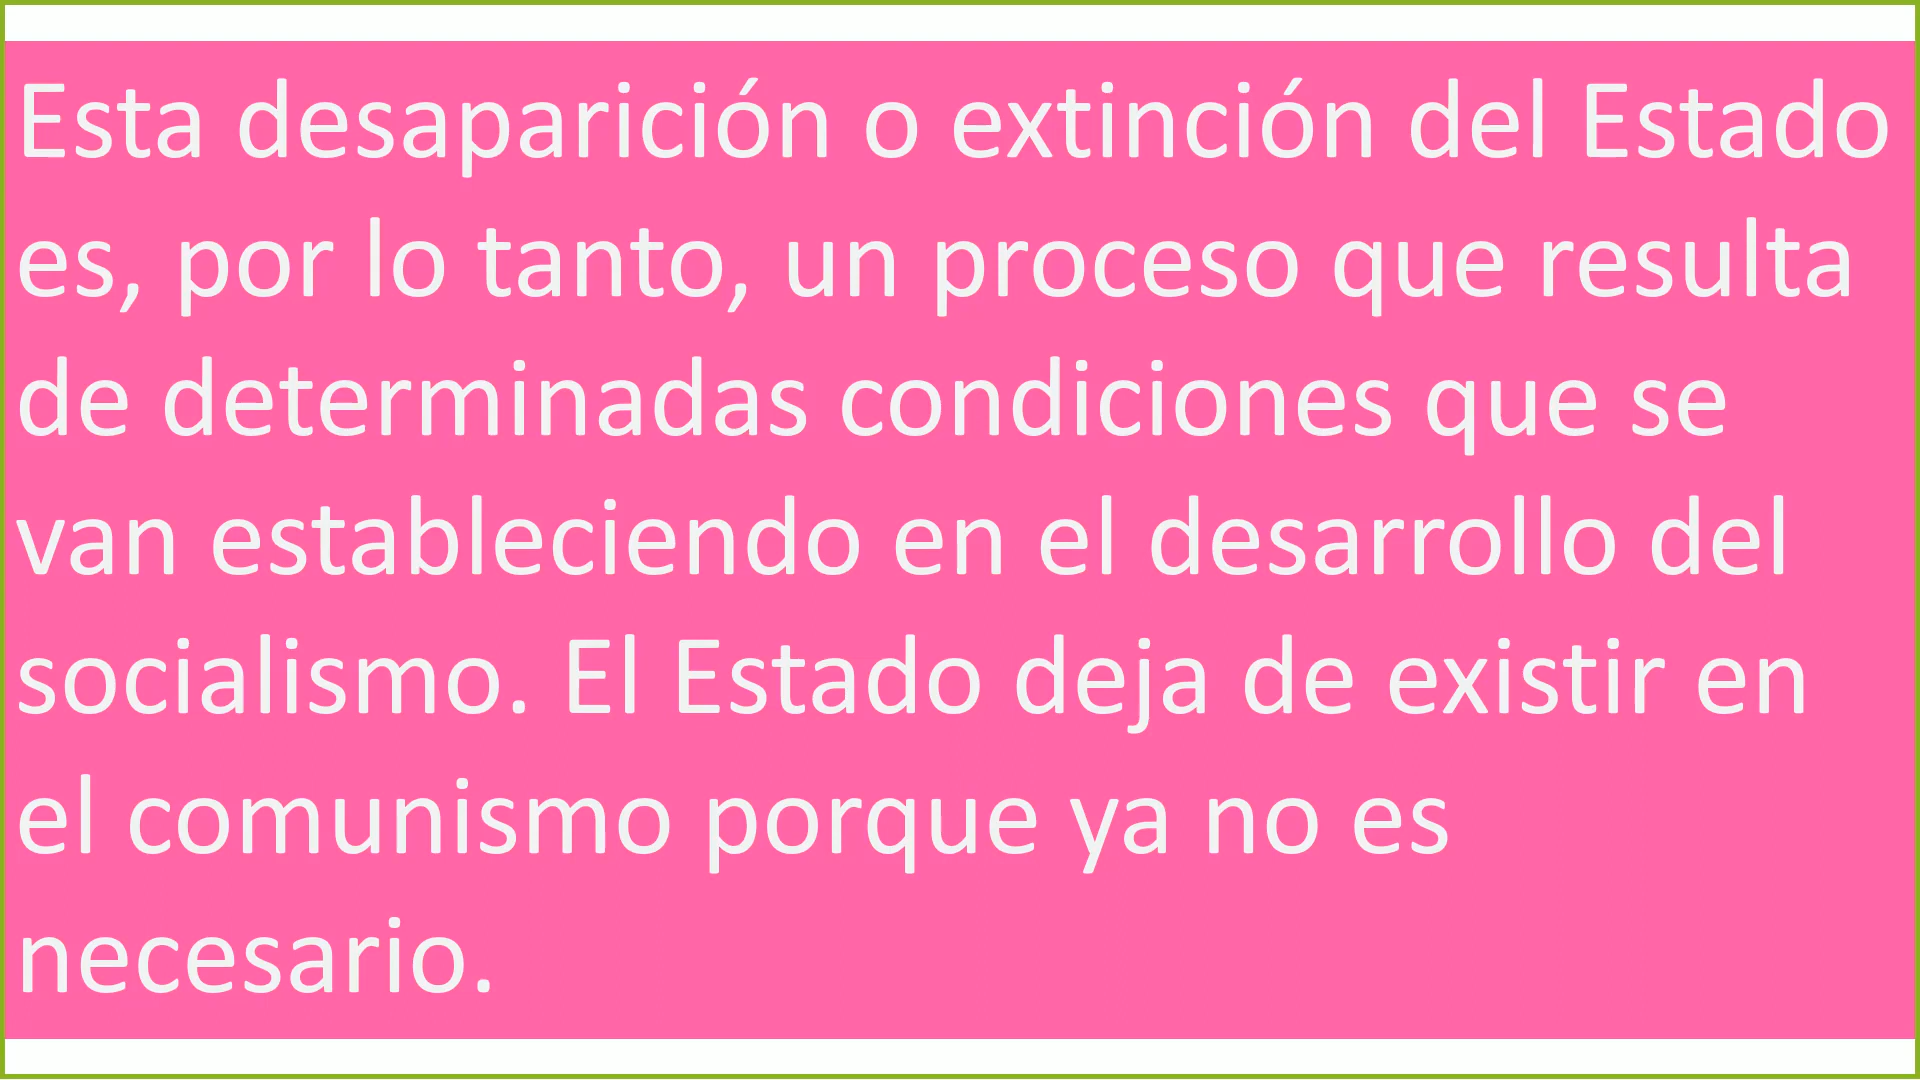 Esta desaparición o extinción del Estado
es, por lo tanto, un proceso que resulta
de determinadas condiciones que se
van estableciendo en el desarrollo del
socialismo. El Estado deja de existir en
el comunismo porque ya no es
necesario.